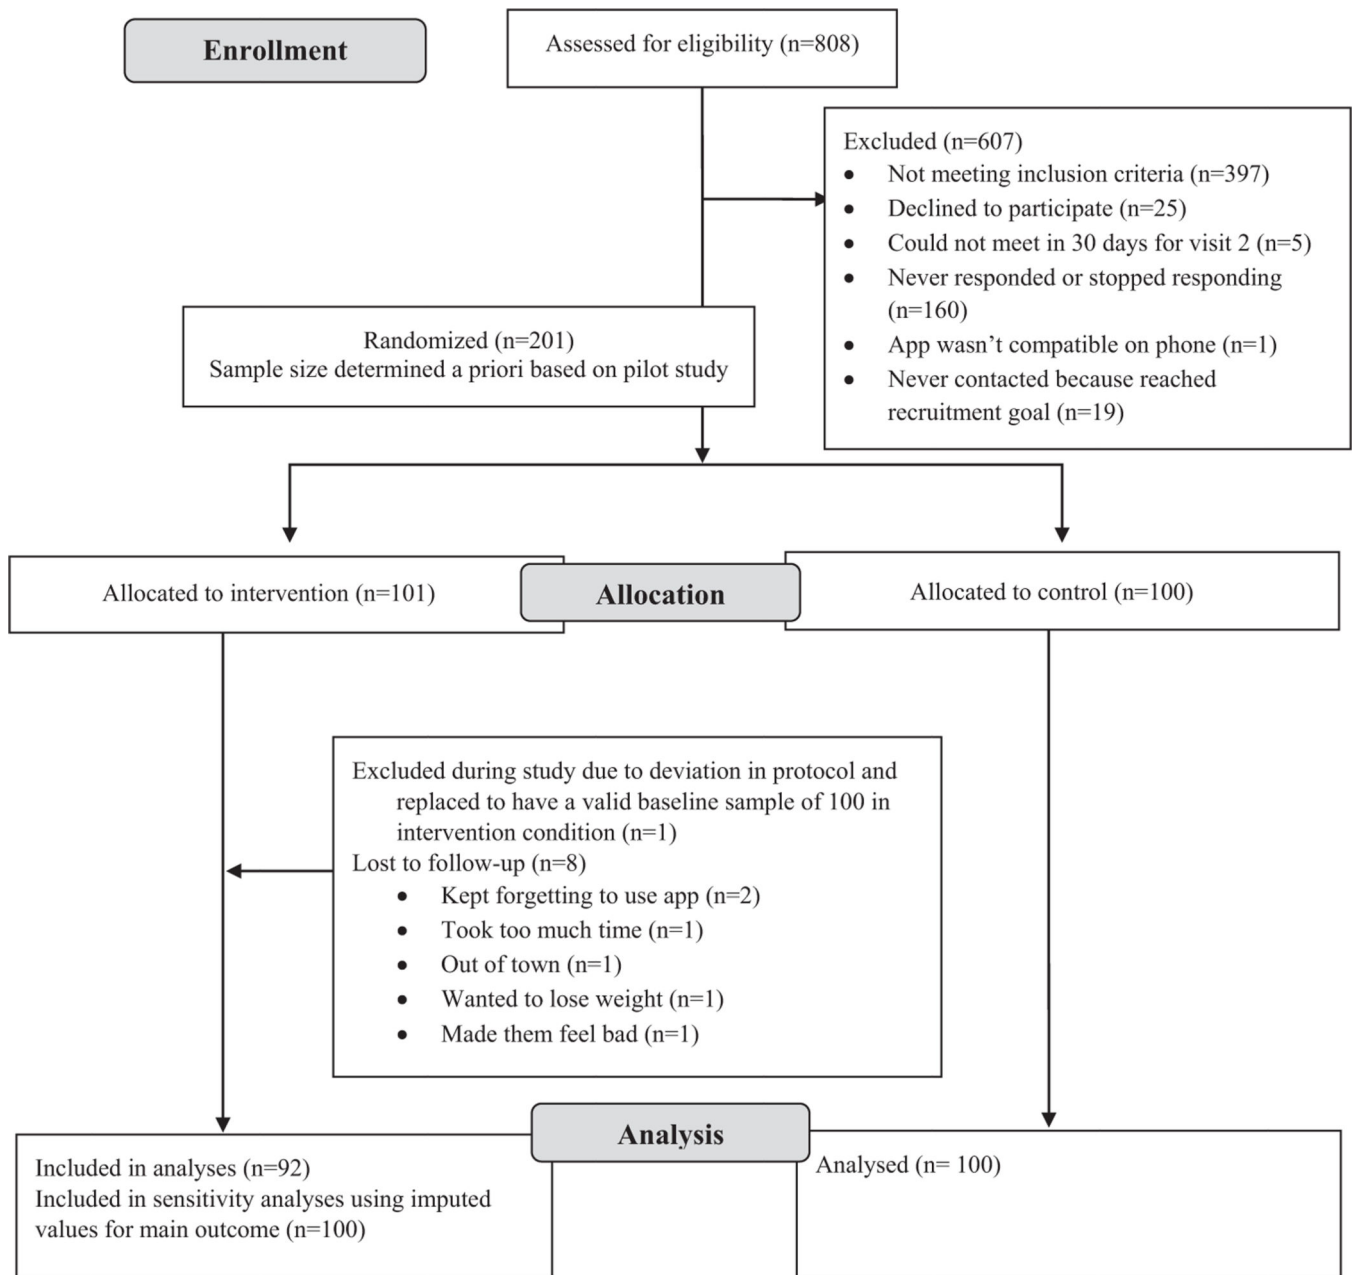 Enrollment
Assessed for eligibility (n=808)
Excluded (n=607)
• Not meeting inclusion criteria (n=397)
• Declined to participate (n=25)
• Could not meet in 30 days for visit 2 (n=5)
• Never responded or stopped responding
(n=160)
• App wasn’t compatible on phone (n=1)
• Never contacted because reached
recruitment goal (n=19)
Randomized (n=201)
Sample size determined a priori based on pilot study
Allocated to intervention (n=101)
Allocation
Allocated to control (n=100)
Excluded during study due to deviation in protocol and
replaced to have a valid baseline sample of 100 in
intervention condition (n=1)
Lost to follow-up (n=8)
• Kept forgetting to use app (n=2)
• Took too much time (n=1)
• Out of town (n=1)
• Wanted to lose weight (n=1)
• Made them feel bad (n=1)
Analysis
Included in analyses (n=92)
Included in sensitivity analyses using imputed
values for main outcome (n=100)
Analysed (n= 100)